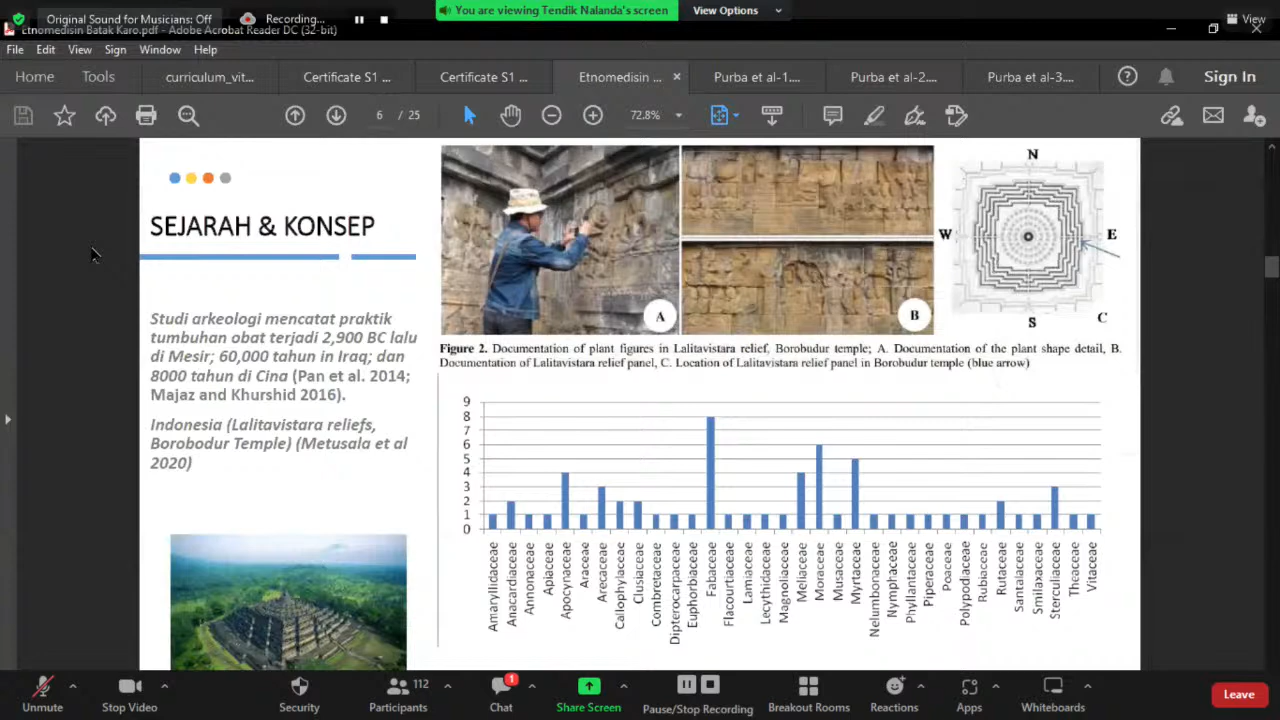 Original Sound for Musicians: Off
Recording...
You are viewing Tendik Nalanda's screen
View Options
View
Etnomedisin Batak Karo.pdf - Adobe Acrobat Reader DC (32-bit)
File Edit View Sign Window Help
Home Tools curriculum_vit... Certificate S1 ... Certificate S1 ... Etnomedisin ... × Purba et al-1.... Purba et al-2.... Purba et al-3.... Sign In
6 / 25 72.8%
SEJARAH & KONSEP
Studi arkeologi mencatat praktik
tumbuhan obat terjadi 2,900 BC lalu
di Mesir; 60,000 tahun in Iraq; dan
8000 tahun di Cina (Pan et al. 2014;
Majaz and Khurshid 2016).
Indonesia (Lalitavistara reliefs,
Borobodur Temple) (Metusala et al
2020)
A
B
N
W
E
S
C
Figure 2. Documentation of plant figures in Lalitavistara relief, Borobudur temple; A. Documentation of the plant shape detail, B.
Documentation of Lalitavistara relief panel, C. Location of Lalitavistara relief panel in Borobudur temple (blue arrow)
9
8
7
6
5
4
3
2
1
0
Amaryllidaceae
Anacardiaceae
Annonaceae
Apiaceae
Apocynaceae
Araceae
Arecaceae
Callophylaceae
Clusiaceae
Combretaceae
Dipterocarpaceae
Euphorbiaceae
Fabaceae
Flacourtiaceae
Lamiaceae
Lecythidaceae
Magnoliaceae
Meliaceae
Moraceae
Musaceae
Myrtaceae
Nelumbonaceae
Nymphaceae
Phyllantaceae
Piperaceae
Poaceae
Polypodiaceae
Rubiaceae
Rutaceae
Santalaceae
Smilaxaceae
Sterculiaceae
Theaceae
Vitaceae
Unmute
Stop Video
Security
112
Participants
1
Chat
Share Screen
Pause/Stop Recording
Breakout Rooms
Reactions
Apps
Whiteboards
Leave